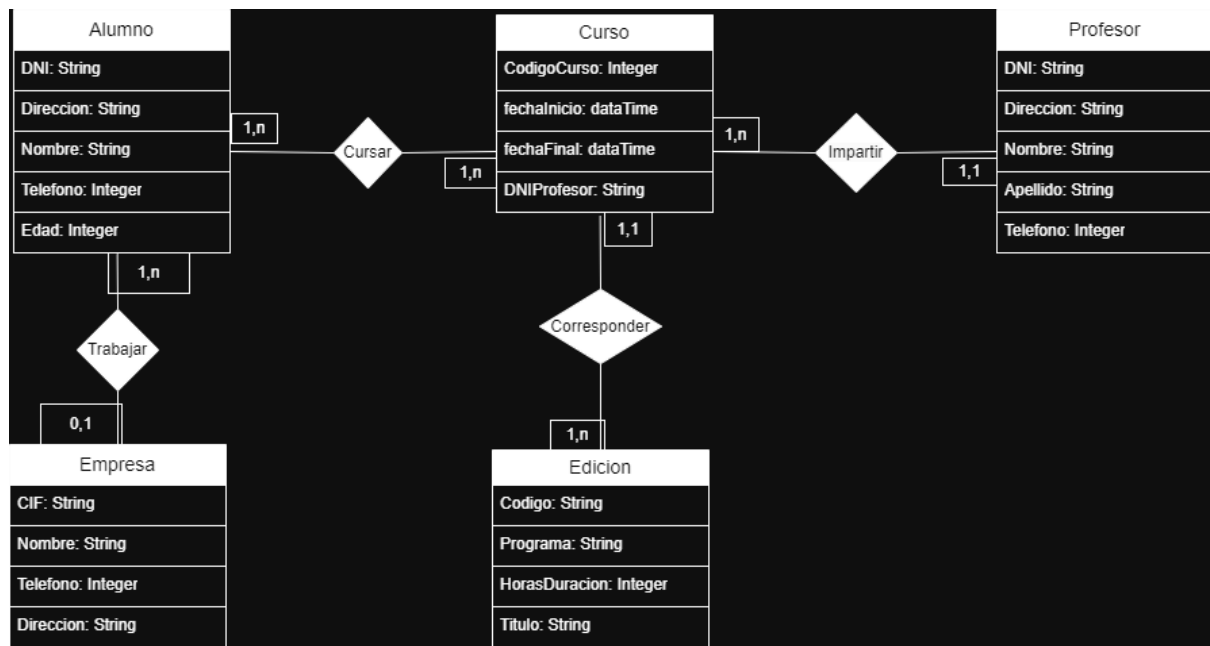 Alumno
DNI: String
Direccion: String
Nombre: String
Telefono: Integer
Edad: Integer
1,n
Cursar
1,n
Curso
CodigoCurso: Integer
fechaInicio: dataTime
fechaFinal: dataTime
DNIProfesor: String
1,n
Impartir
1,1
Profesor
DNI: String
Direccion: String
Nombre: String
Apellido: String
Telefono: Integer
1,n
Trabajar
0,1
Empresa
CIF: String
Nombre: String
Telefono: Integer
Direccion: String
1,1
Corresponder
1,n
Edicion
Codigo: String
Programa: String
HorasDuracion: Integer
Titulo: String